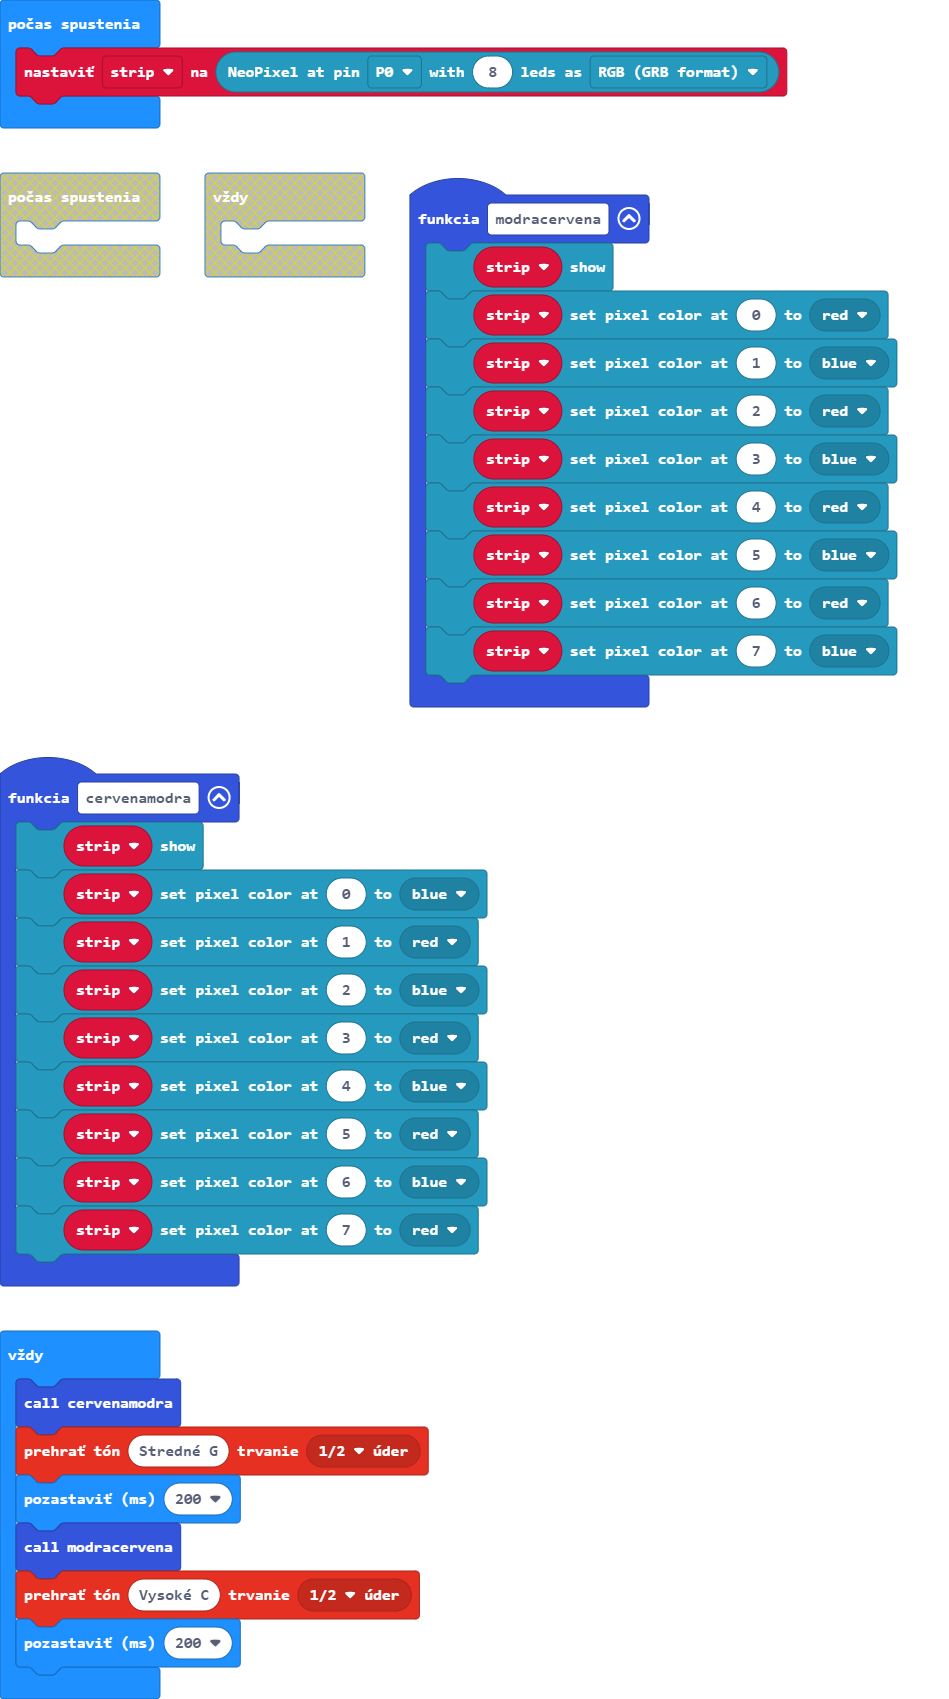 počas spustenia
nastaviť strip na NeoPixel at pin P0 with 8 leds as RGB (GRB format)
počas spustenia
vždy
funkcia modracervena
strip show
strip set pixel color at 0 to red
strip set pixel color at 1 to blue
strip set pixel color at 2 to red
strip set pixel color at 3 to blue
strip set pixel color at 4 to red
strip set pixel color at 5 to blue
strip set pixel color at 6 to red
strip set pixel color at 7 to blue
funkcia cervenamodra
strip show
strip set pixel color at 0 to blue
strip set pixel color at 1 to red
strip set pixel color at 2 to blue
strip set pixel color at 3 to red
strip set pixel color at 4 to blue
strip set pixel color at 5 to red
strip set pixel color at 6 to blue
strip set pixel color at 7 to red
vždy
call cervenamodra
prehrať tón Stredné G trvanie 1/2 úder
pozastaviť (ms) 200
call modracervena
prehrať tón Vysoké C trvanie 1/2 úder
pozastaviť (ms) 200